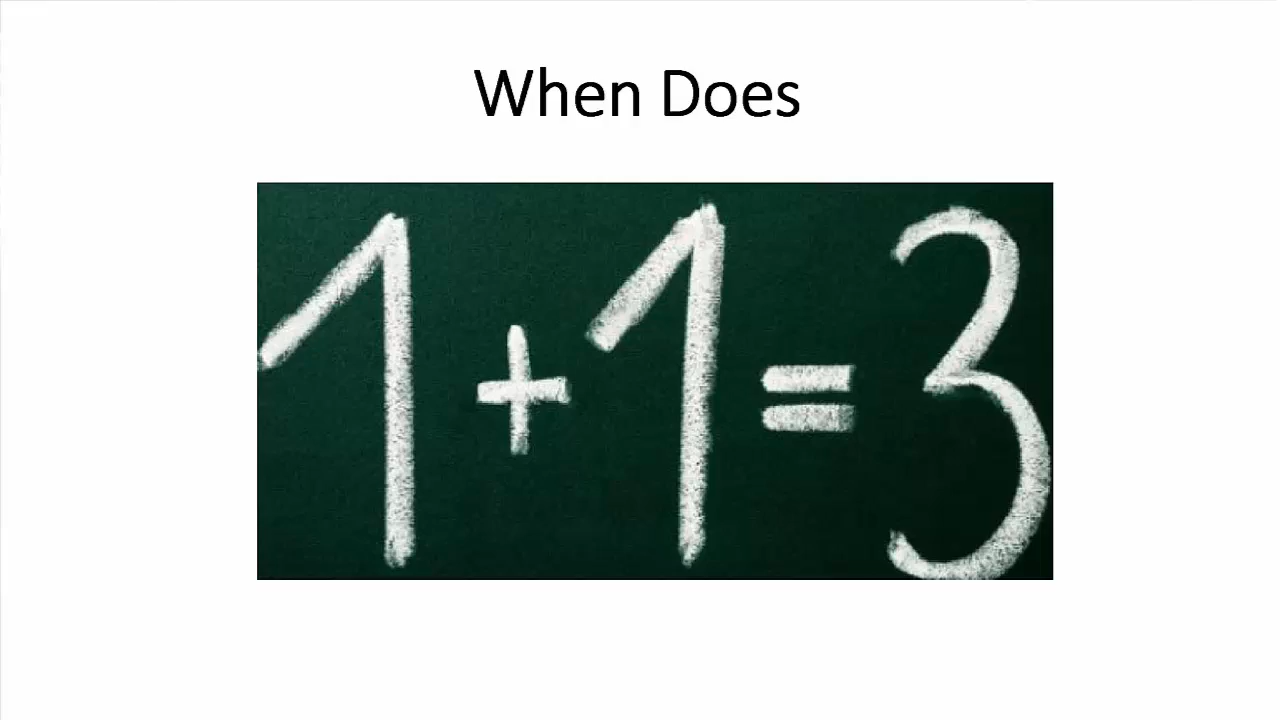 When Does
1 + 1 = 3